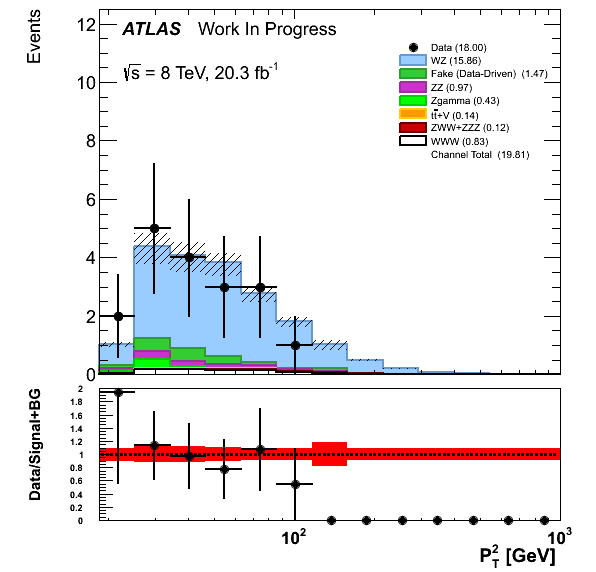 Events
12
10
8
6
4
2
0
ATLAS Work In Progress
√s = 8 TeV, 20.3 fb-1
Data (18.00)
WZ (15.86)
Fake (Data-Driven) (1.47)
ZZ (0.97)
Zgamma (0.43)
tt̄+V (0.14)
ZWW+ZZZ (0.12)
WWW (0.83)
Channel Total (19.81)
Data/Signal+BG
2
1.8
1.6
1.4
1.2
1
0.8
0.6
0.4
0.2
0
10²
10³
P²T [GeV]